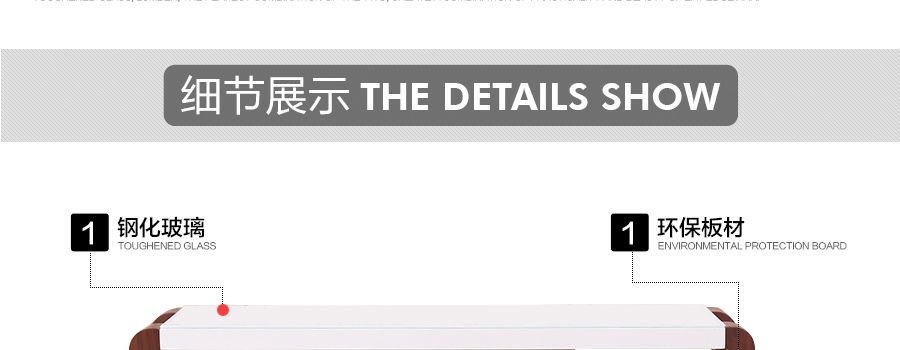 细节展示 THE DETAILS SHOW
1 钢化玻璃
TOUGHENED GLASS
1 环保板材
ENVIRONMENTAL PROTECTION BOARD